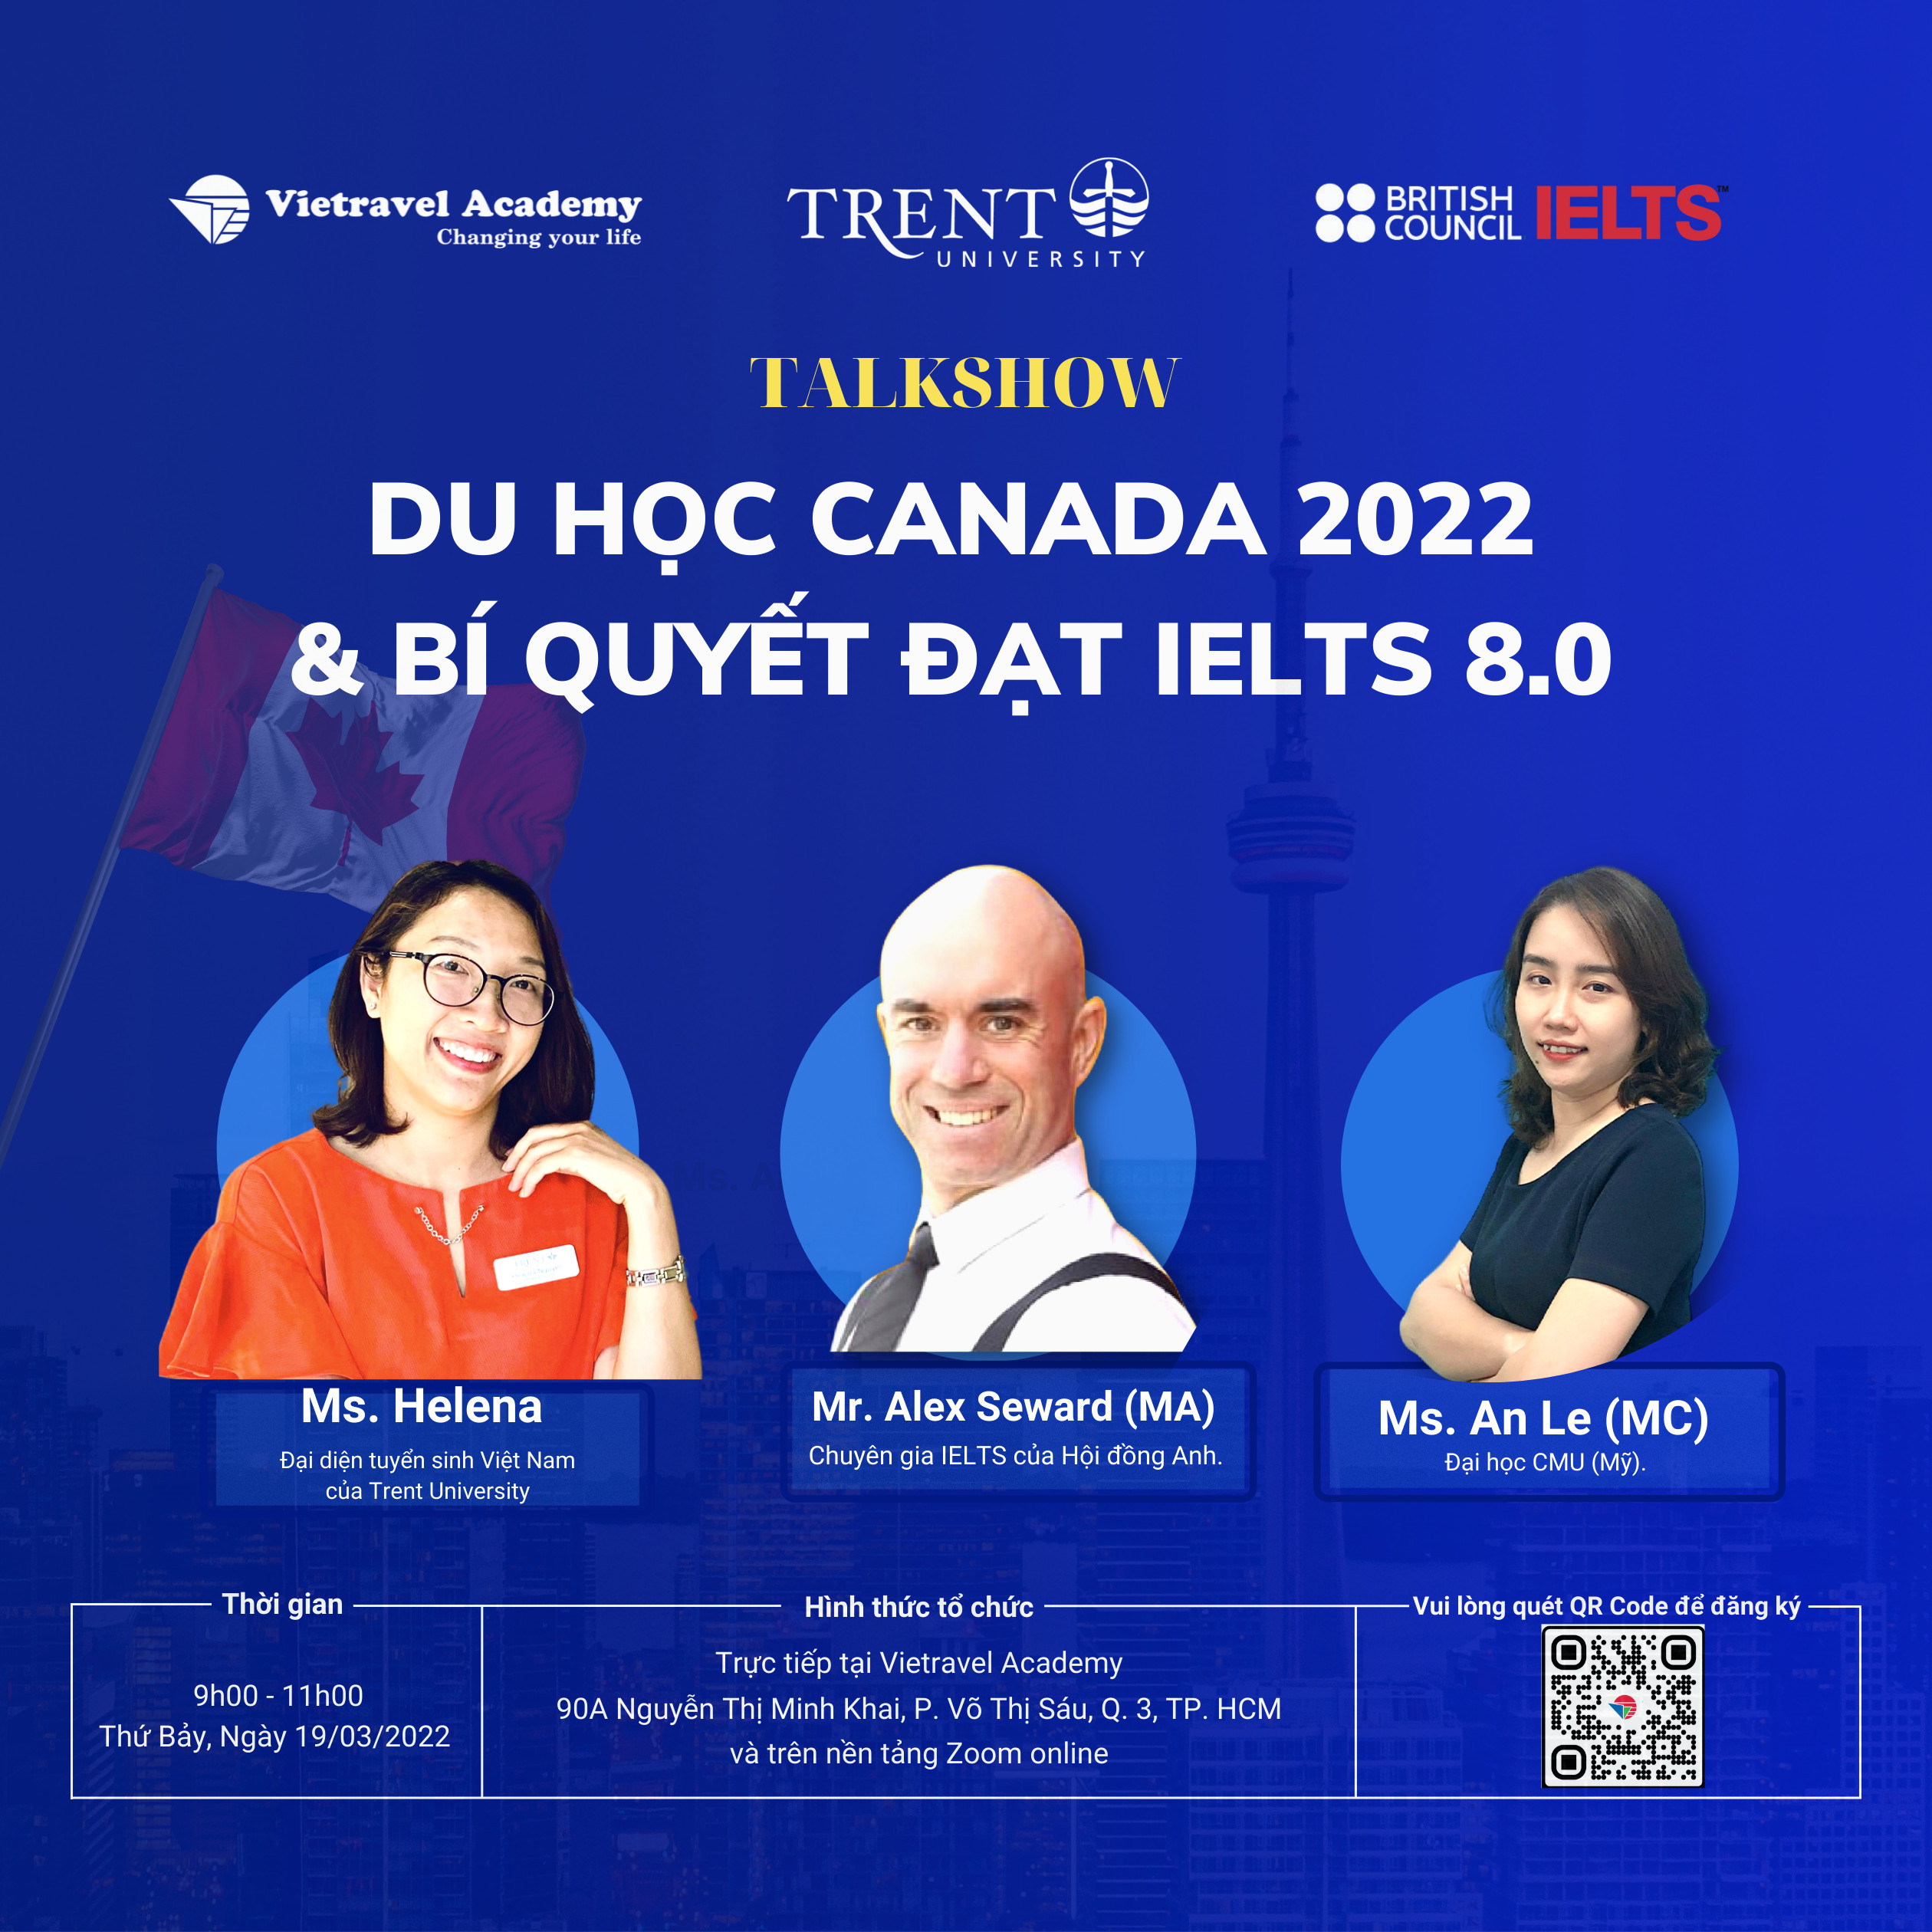 Vietravel Academy
Changing your life
TRENT
UNIVERSITY
BRITISH
COUNCIL
IELTS™
TALKSHOW
DU HỌC CANADA 2022
& BÍ QUYẾT ĐẠT IELTS 8.0
Ms. Helena
Đại diện tuyển sinh Việt Nam
của Trent University
Mr. Alex Seward (MA)
Chuyên gia IELTS của Hội đồng Anh.
Ms. An Le (MC)
Đại học CMU (Mỹ).
Thời gian
9h00 - 11h00
Thứ Bảy, Ngày 19/03/2022
Hình thức tổ chức
Trực tiếp tại Vietravel Academy
90A Nguyễn Thị Minh Khai, P. Võ Thị Sáu, Q. 3, TP. HCM
và trên nền tảng Zoom online
Vui lòng quét QR Code để đăng ký